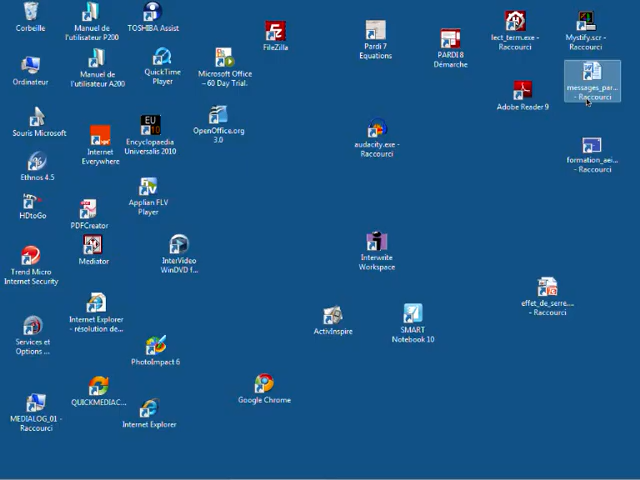 Corbeille
Manuel de
l'utilisateur P200
TOSHIBA Assist
FileZilla
Pardi 7
Equations
PARDI 8
Démarche
lect_term.exe -
Raccourci
Mystify.scr -
Raccourci
Ordinateur
Manuel de
l'utilisateur A200
QuickTime
Player
Microsoft Office
- 60 Day Trial.
Adobe Reader 9
messages_par...
- Raccourci
Souris Microsoft
Internet
Everywhere
Encyclopaedia
Universalis 2010
OpenOffice.org
3.0
audacity.exe -
Raccourci
formation_aei...
- Raccourci
Ethnos 4.5
HDtoGo
PDFCreator
Applian FLV
Player
Trend Micro
Internet Security
Mediator
InterVideo
WinDVD f...
Interwrite
Workspace
effet_de_serre....
- Raccourci
Services et
Options ...
Internet Explorer
- résolution de...
PhotoImpact 6
ActivInspire
SMART
Notebook 10
MEDIALOG_01 -
Raccourci
QUICKMEDIAC...
Internet Explorer
Google Chrome